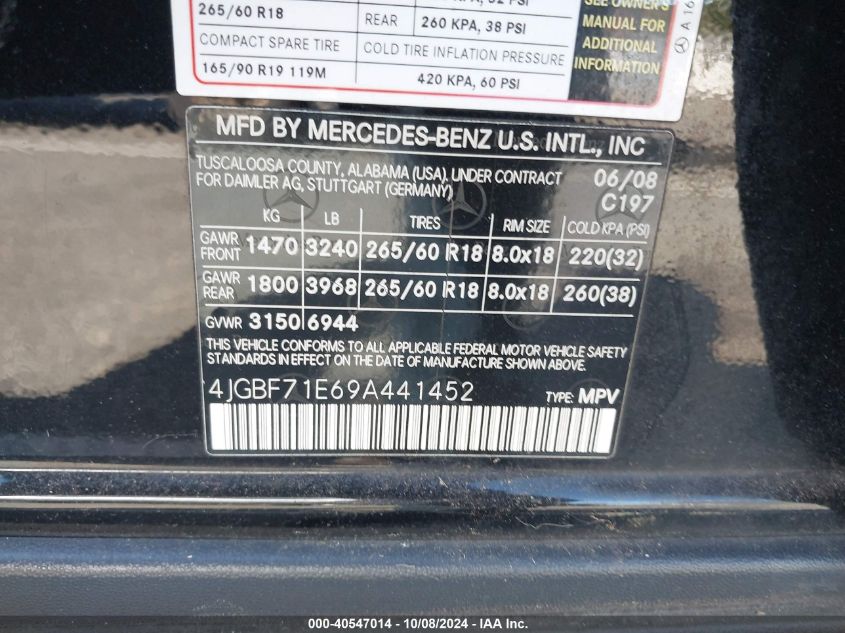 32 PSI
265/60 R18
REAR
260 KPA, 38 PSI
COMPACT SPARE TIRE
COLD TIRE INFLATION PRESSURE
165/90 R19 119M
420 KPA, 60 PSI
SEE OWNER'S
MANUAL FOR
ADDITIONAL
INFORMATION
A 16
MFD BY MERCEDES-BENZ U.S. INTL., INC
TUSCALOOSA COUNTY, ALABAMA (USA), UNDER CONTRACT 06/08
FOR DAIMLER AG, STUTTGART (GERMANY) C197
KG LB TIRES RIM SIZE COLD KPA (PSI)
GAWR FRONT 1470 3240 265/60 R18 8.0x18 220(32)
GAWR REAR 1800 3968 265/60 R18 8.0x18 260(38)
GVWR 3150 6944
THIS VEHICLE CONFORMS TO ALL APPLICABLE FEDERAL MOTOR VEHICLE SAFETY
STANDARDS IN EFFECT ON THE DATE OF MANUFACTURE SHOWN ABOVE.
4JGBF71E69A441452 TYPE: MPV
000-40547014 - 10/08/2024 - IAA Inc.